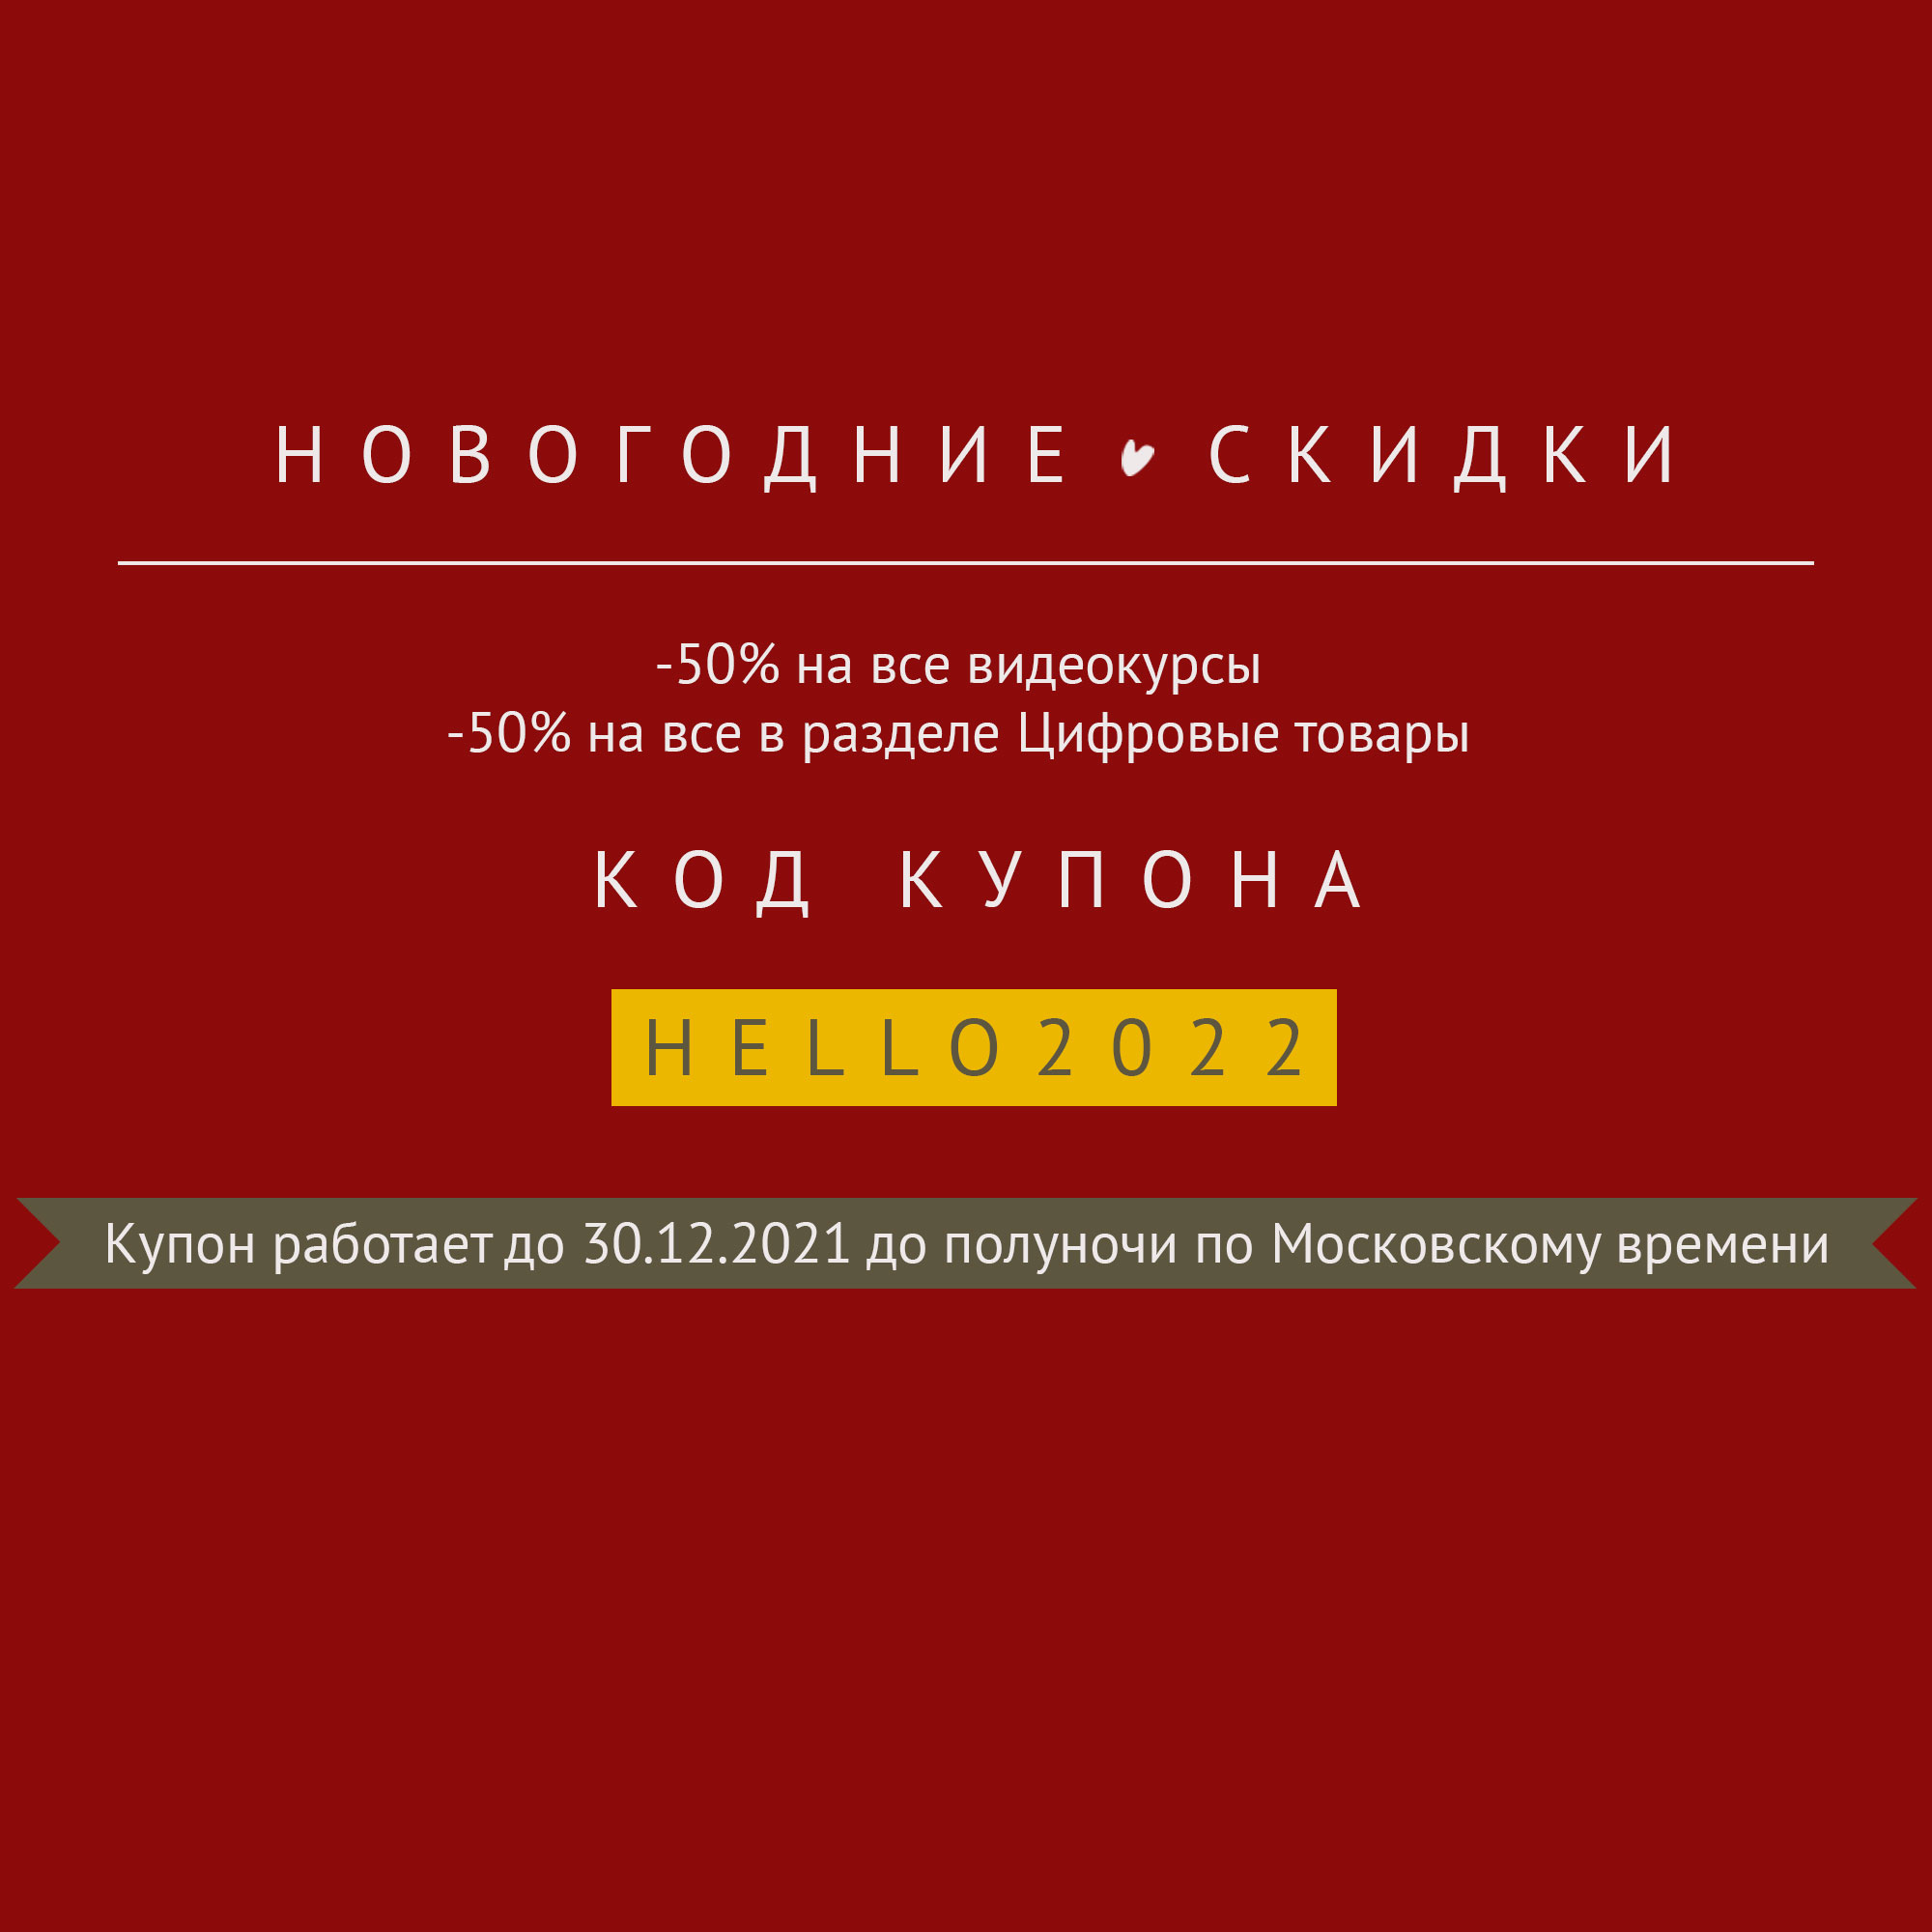 НОВОГОДНИЕ СКИДКИ
-50% на все видеокурсы
-50% на все в разделе Цифровые товары
КОД КУПОНА
HELLO2022
Купон работает до 30.12.2021 до полуночи по Московскому времени